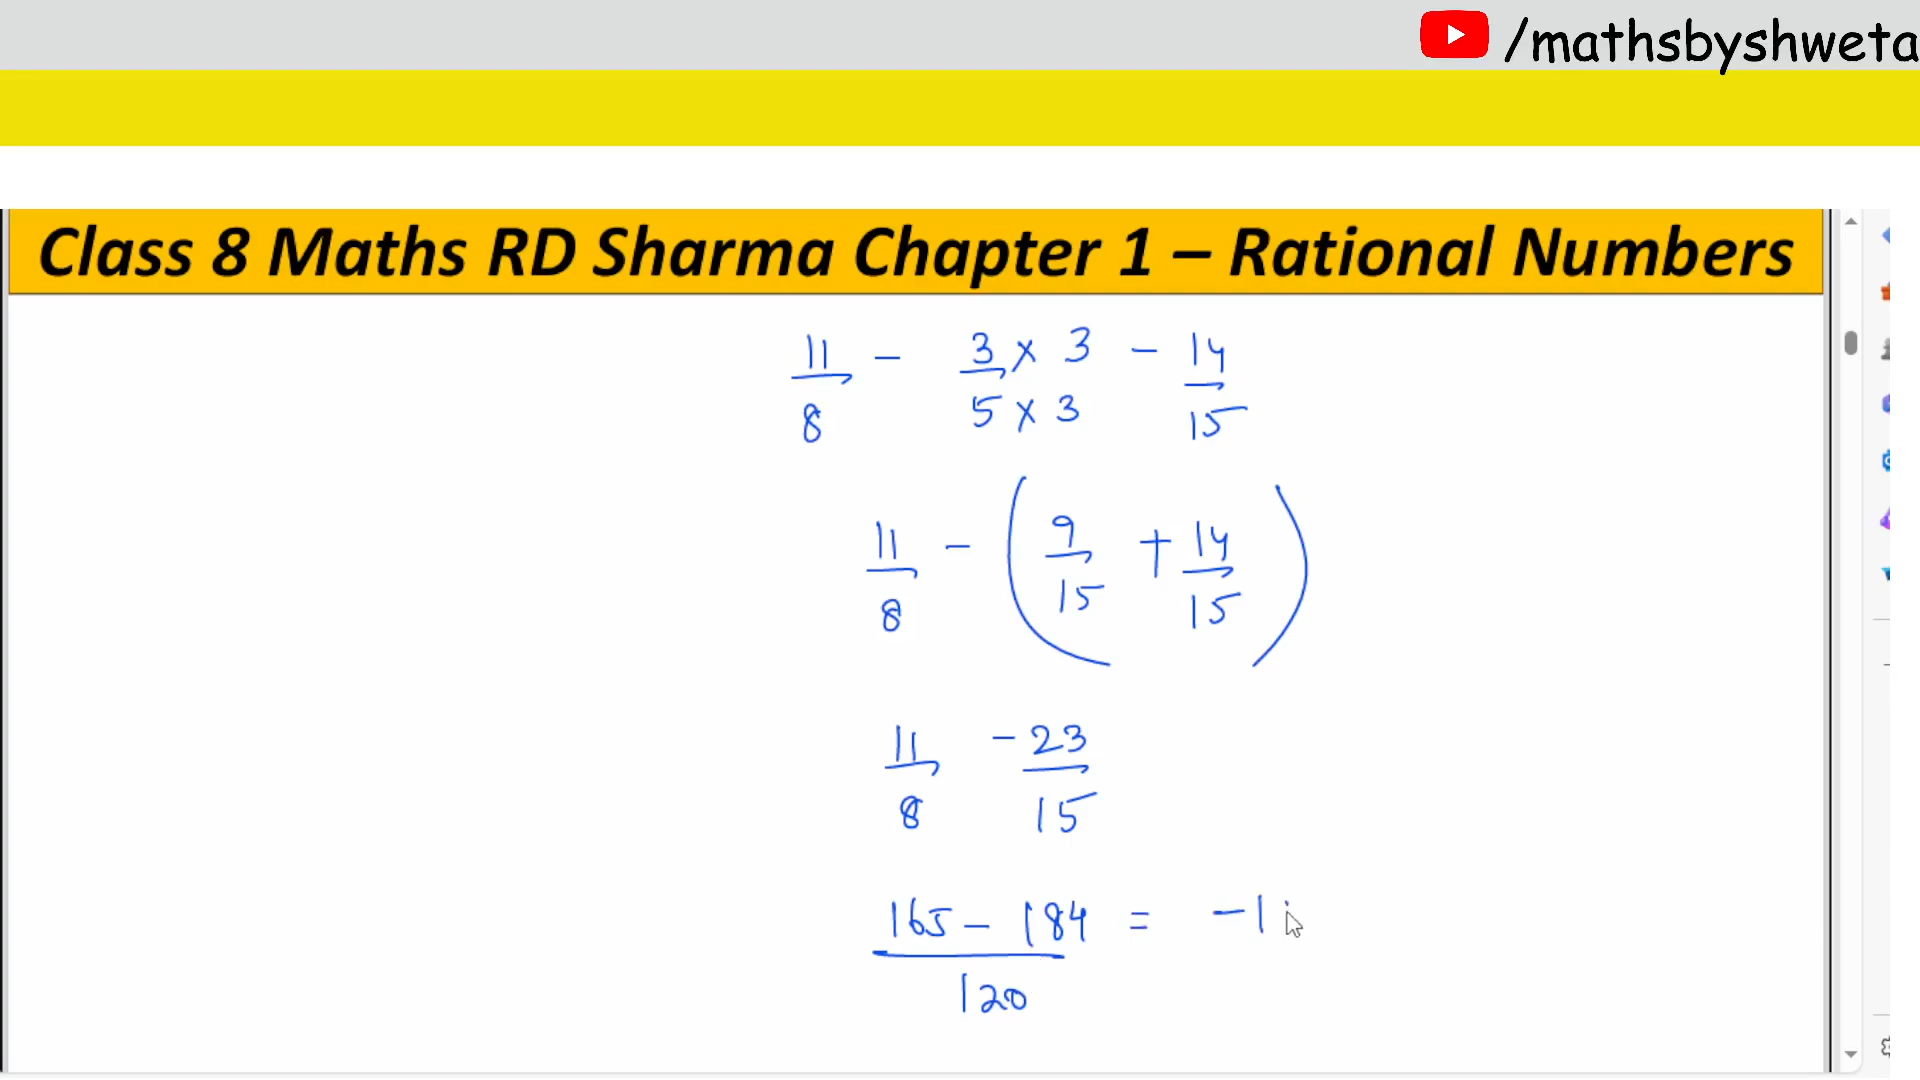 /mathsbyshweta
Class 8 Maths RD Sharma Chapter 1 – Rational Numbers
11/8 - 3 × 3 / 5 × 3 - 14/15
11/8 - (9/15 + 14/15)
11/8 - 23/15
165 - 184 / 120 = -1